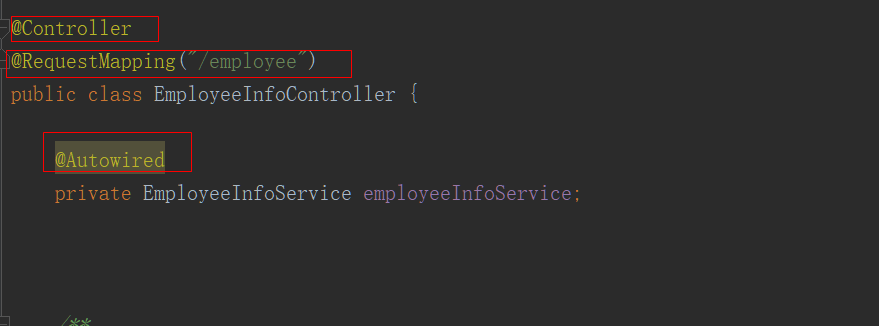 @Controller
@RequestMapping("/employee")
public class EmployeeInfoController {
@Autowired
private EmployeeInfoService employeeInfoService;
/**